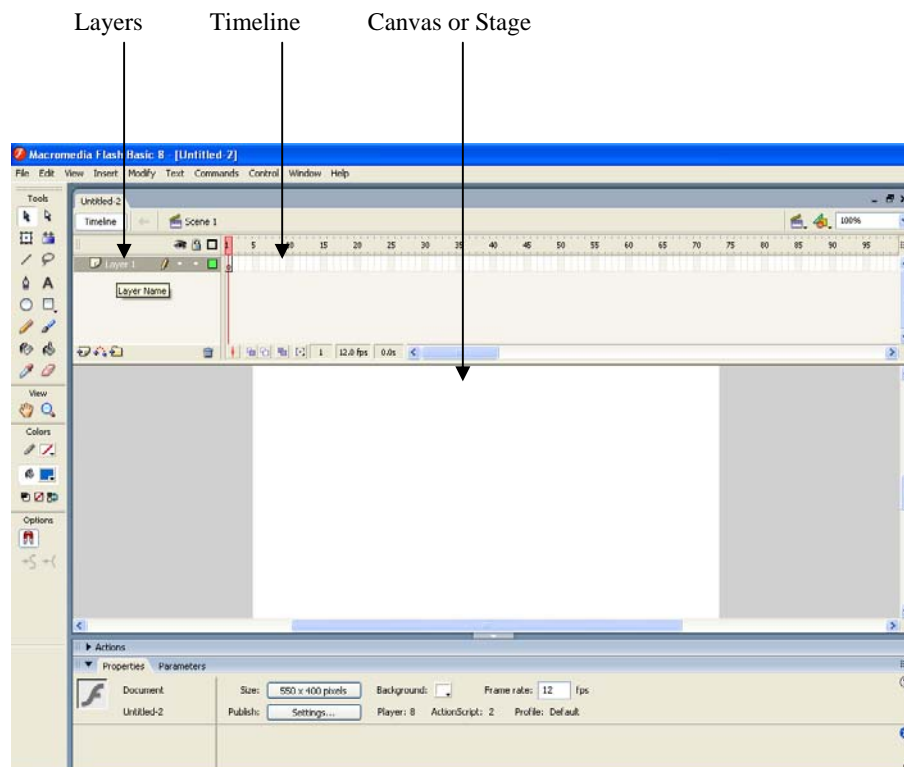 Layers Timeline Canvas or Stage
Macromedia Flash Basic 8 - [Untitled-2]
File Edit View Insert Modify Text Commands Control Window Help
Tools
Untitled-2
Timeline Scene 1 100%
1 5 10 15 20 25 30 35 40 45 50 55 60 65 70 75 80 85 90 95
Layer 1
Layer Name
1 12.0 fps 0.0s
View
Colors
Options
Actions
Properties Parameters
Document Size: 550 x 400 pixels Background: Frame rate: 12 fps
Untitled-2 Publish: Settings... Player: 8 ActionScript: 2 Profile: Default